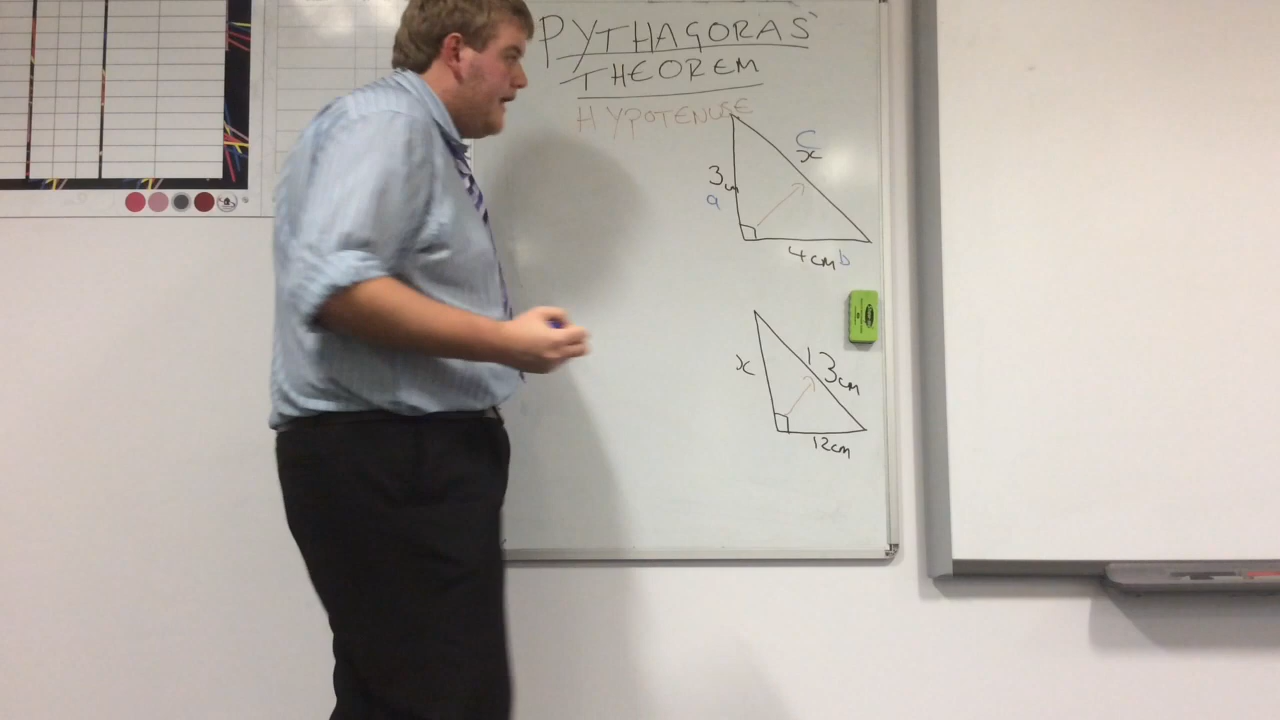 PYTHAGORAS'
THEOREM
HYPOTENUSE
c
x
3cm
a
4cm b
x
13cm
12cm